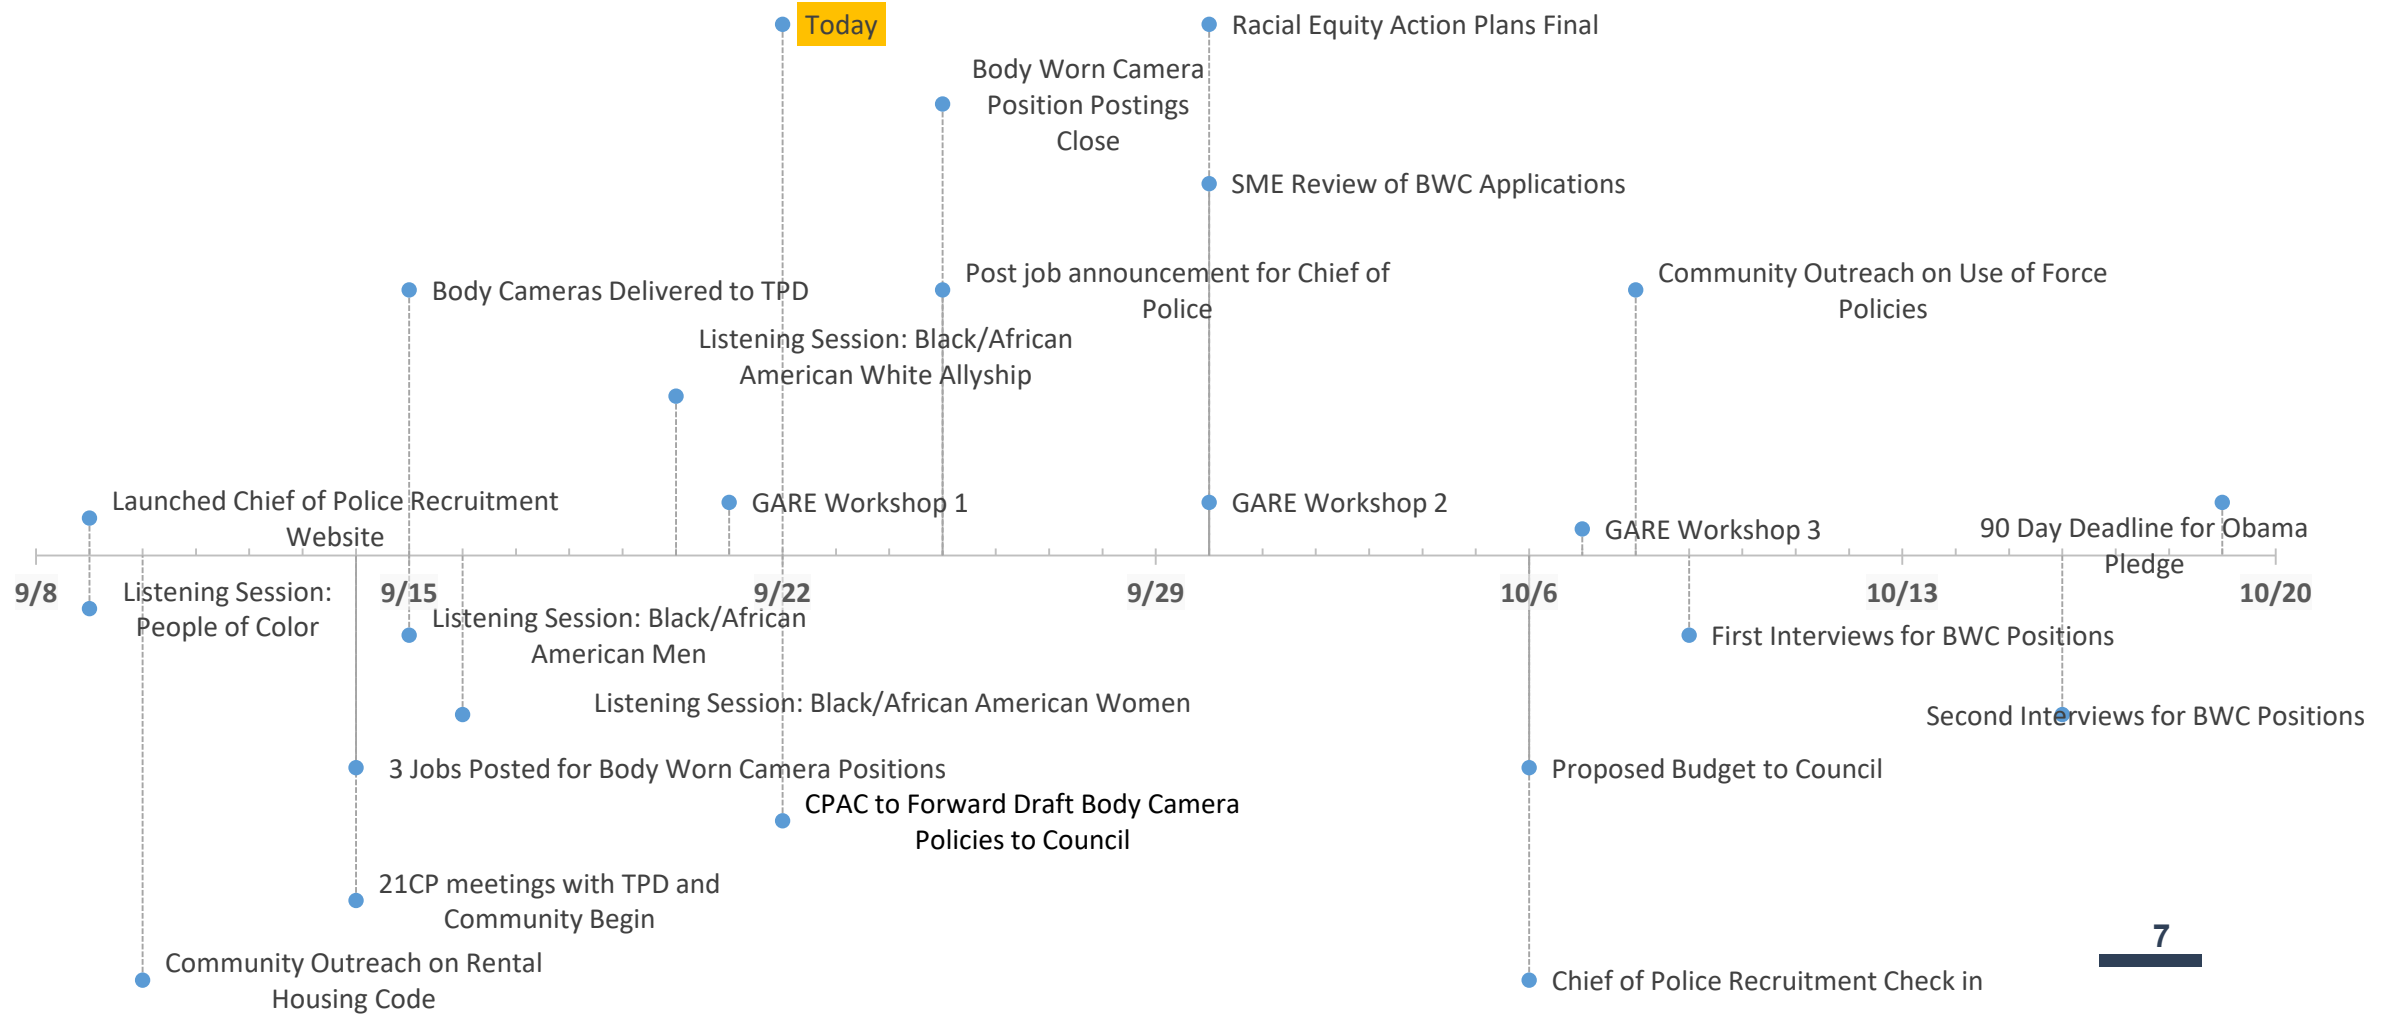 Today
Racial Equity Action Plans Final
Body Worn Camera
Position Postings
Close
SME Review of BWC Applications
Post job announcement for Chief of
Police
Community Outreach on Use of Force
Policies
Body Cameras Delivered to TPD
Listening Session: Black/African
American White Allyship
Launched Chief of Police Recruitment
Website
GARE Workshop 1
GARE Workshop 2
GARE Workshop 3
90 Day Deadline for Obama
Pledge
9/8
9/15
9/22
9/29
10/6
10/13
10/20
Listening Session:
People of Color
Listening Session: Black/African
American Men
First Interviews for BWC Positions
Listening Session: Black/African American Women
Second Interviews for BWC Positions
3 Jobs Posted for Body Worn Camera Positions
Proposed Budget to Council
CPAC to Forward Draft Body Camera
Policies to Council
21CP meetings with TPD and
Community Begin
Community Outreach on Rental
Housing Code
Chief of Police Recruitment Check in
7